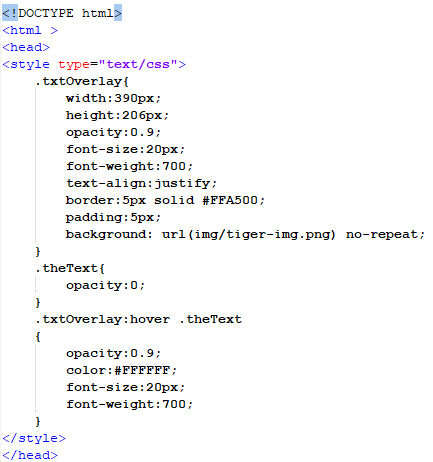 <!DOCTYPE html>
<html >
<head>
<style type="text/css">
.txtOverlay{
width:390px;
height:206px;
opacity:0.9;
font-size:20px;
font-weight:700;
text-align:justify;
border:5px solid #FFA500;
padding:5px;
background: url(img/tiger-img.png) no-repeat;
}
.theText{
opacity:0;
}
.txtOverlay:hover .theText
{
opacity:0.9;
color:#FFFFFF;
font-size:20px;
font-weight:700;
}
</style>
</head>